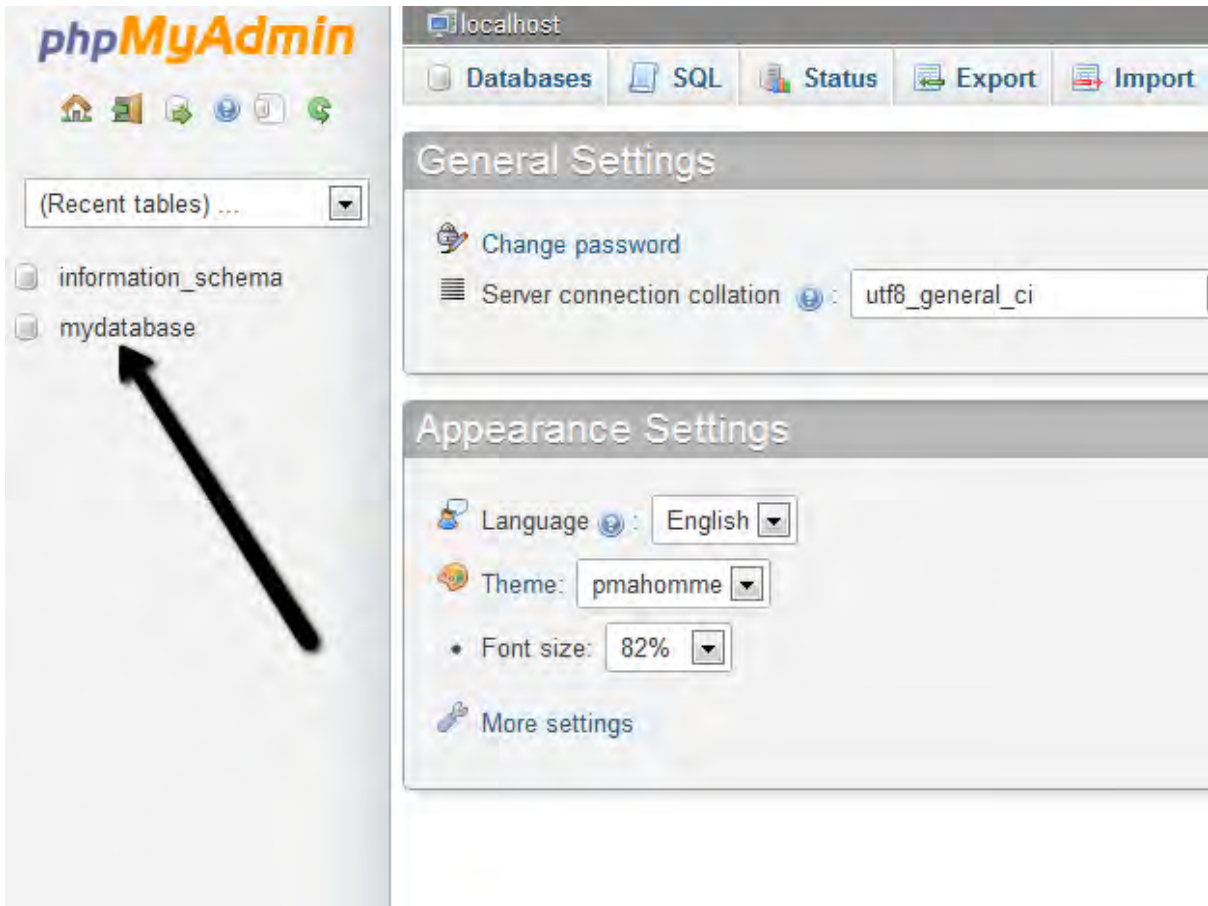 phpMyAdmin
(Recent tables) ...
information_schema
mydatabase
localhost
Databases SQL Status Export Import
General Settings
Change password
Server connection collation : utf8_general_ci
Appearance Settings
Language : English
Theme: pmahomme
• Font size: 82%
More settings